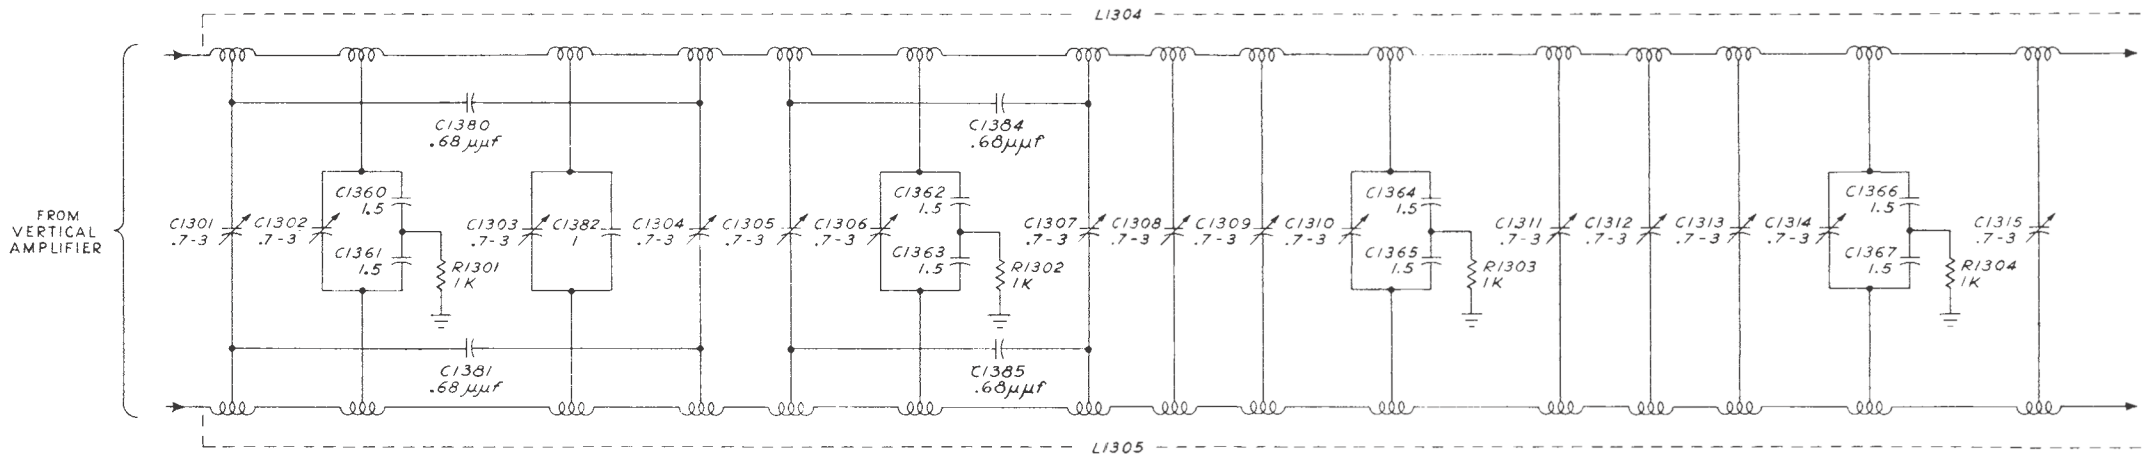 L1304
C1380
.68μμf
C1384
.68μμf
FROM
VERTICAL
AMPLIFIER
C1301
.7-3
C1302
.7-3
C1360
1.5
C1361
1.5
R1301
1K
C1303
.7-3
C1382
1
C1304
.7-3
C1305
.7-3
C1306
.7-3
C1362
1.5
C1363
1.5
R1302
1K
C1307
.7-3
C1308
.7-3
C1309
.7-3
C1310
.7-3
C1364
1.5
C1365
1.5
R1303
1K
C1311
.7-3
C1312
.7-3
C1313
.7-3
C1314
.7-3
C1366
1.5
C1367
1.5
R1304
1K
C1315
.7-3
C1381
.68μμf
C1385
.68μμf
L1305